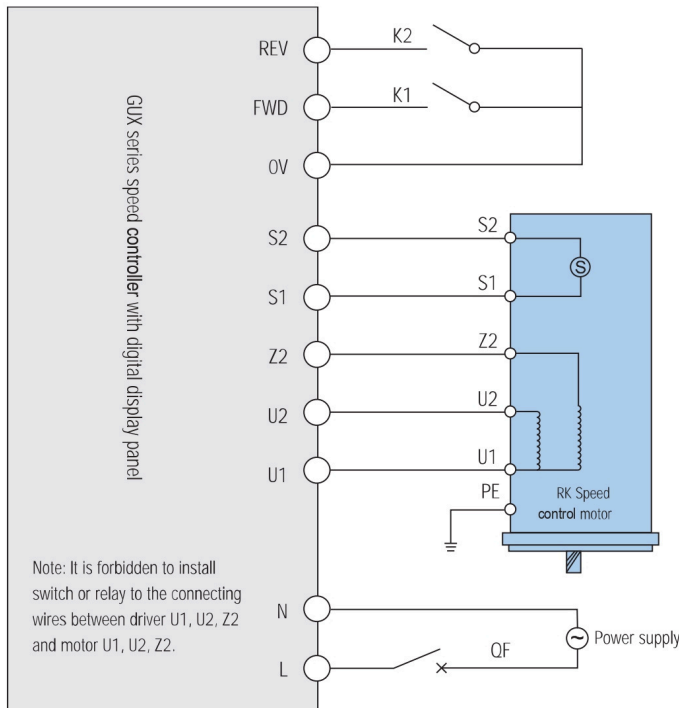 REV
K2
FWD
K1
0V
GUX series speed controller with digital display panel
S2
S2
S
S1
S1
Z2
Z2
U2
U2
U1
U1
PE
RK Speed
control motor
Note: It is forbidden to install
switch or relay to the connecting
wires between driver U1, U2, Z2
and motor U1, U2, Z2.
N
Power supply
L
QF